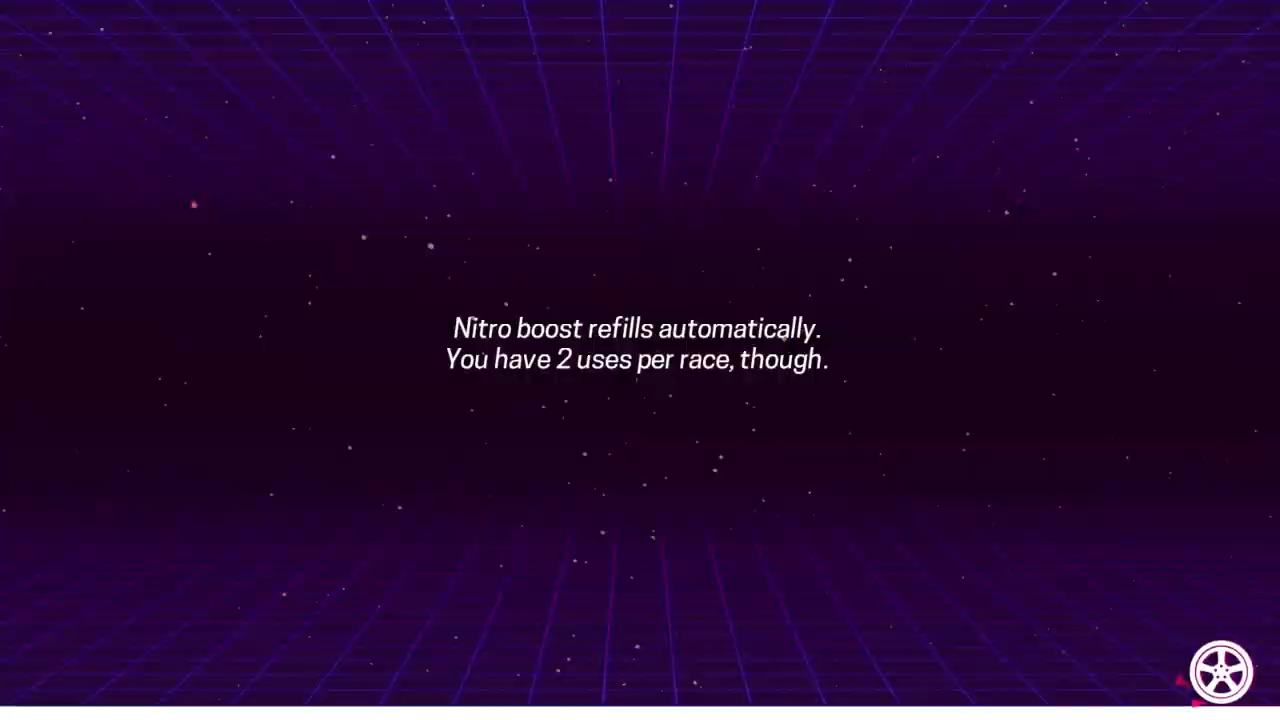 Nitro boost refills automatically.
You have 2 uses per race, though.